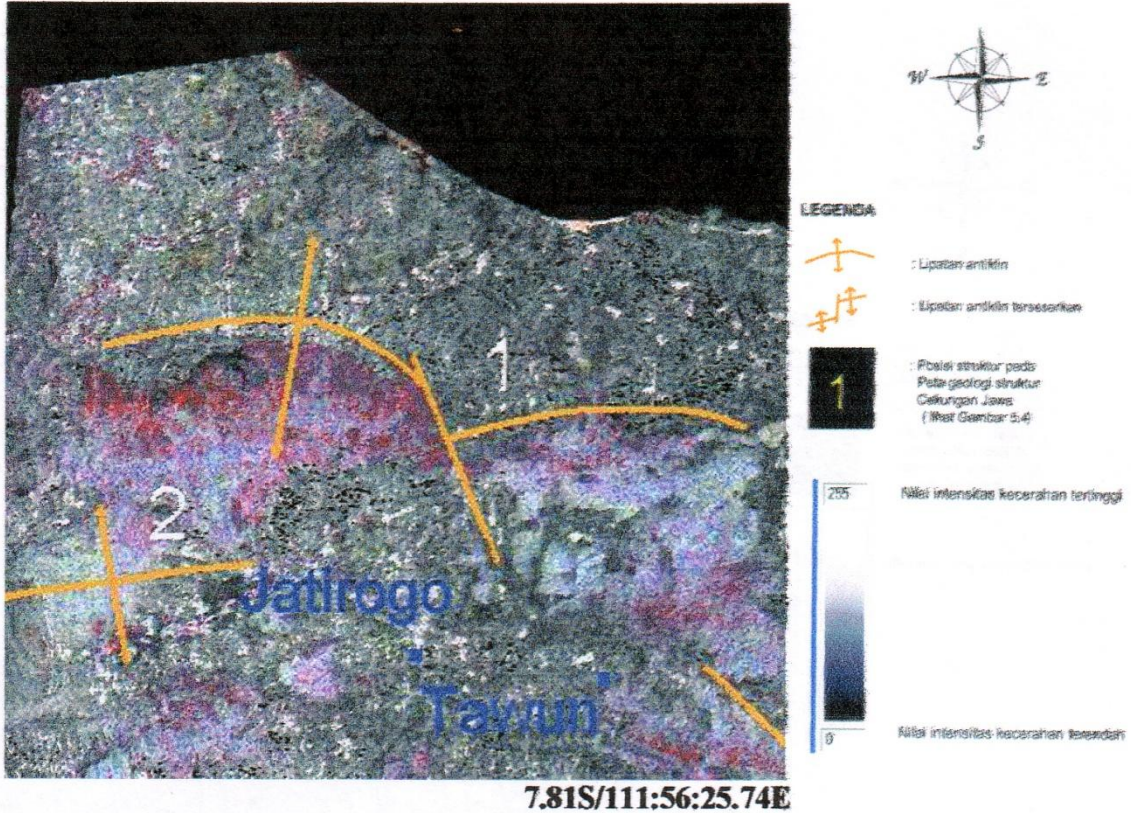 W E
S
LEGENDA
: Lipatan antiklin
: Lipatan antiklin tersesarkan
1
: Posisi struktur pada
Peta geologi struktur
Cekungan Jawa
( lihat Gambar 5.4)
1
2
255
Nilai intensitas kecerahan tertinggi
Jatirogo
Tawun
0
Nilai intensitas kecerahan terendah
7.81S/111:56:25.74E